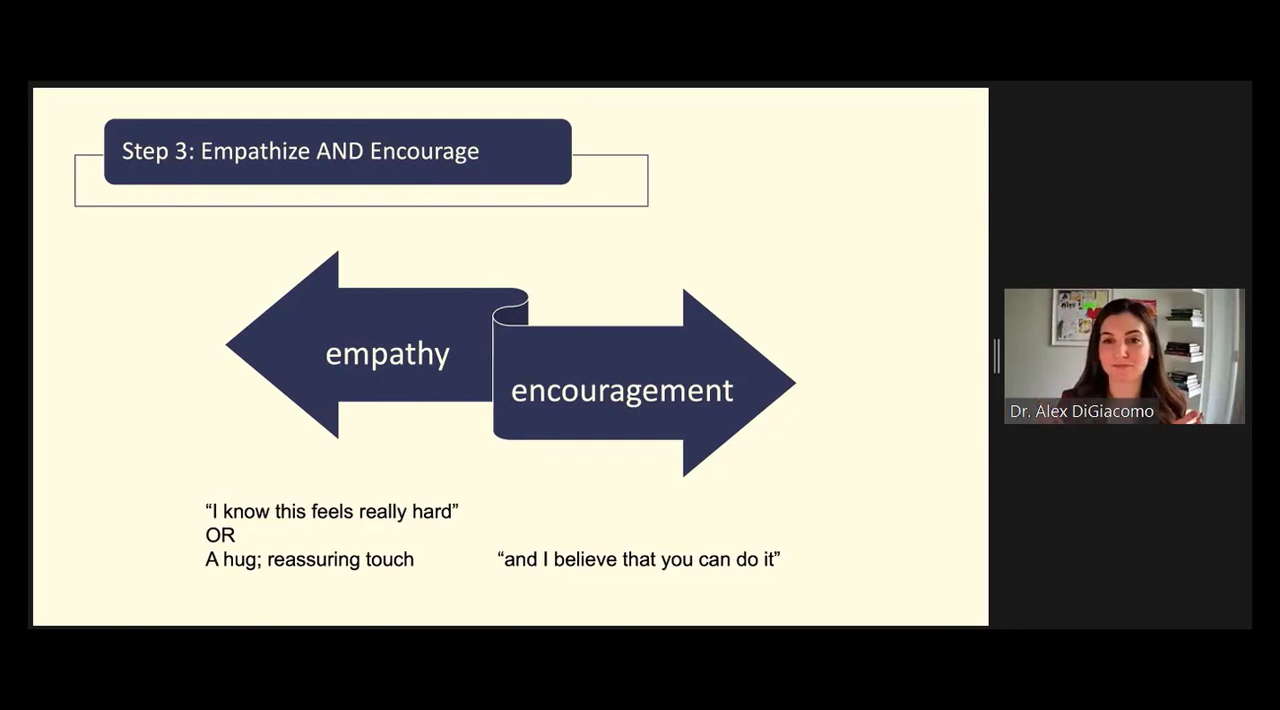 Step 3: Empathize AND Encourage
empathy
encouragement
“I know this feels really hard”
OR
A hug; reassuring touch
“and I believe that you can do it”
Dr. Alex DiGiacomo